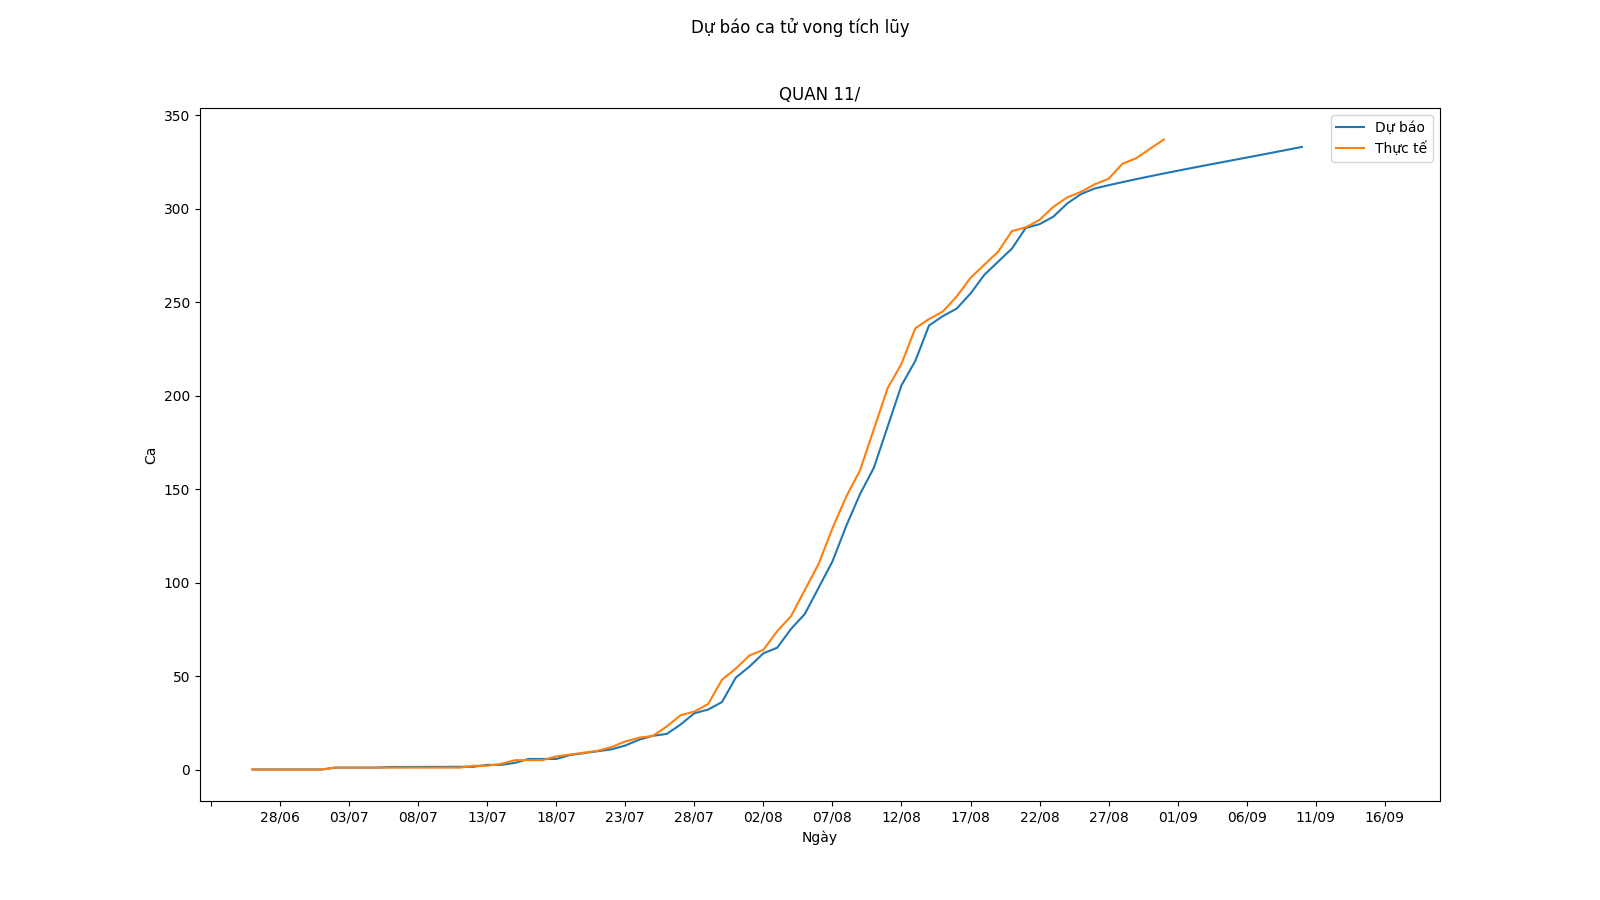 Dự báo ca tử vong tích lũy
QUAN 11/
350
300
250
200
150
100
50
0
Ca
Dự báo
Thực tế
28/06 03/07 08/07 13/07 18/07 23/07 28/07 02/08 07/08 12/08 17/08 22/08 27/08 01/09 06/09 11/09 16/09
Ngày